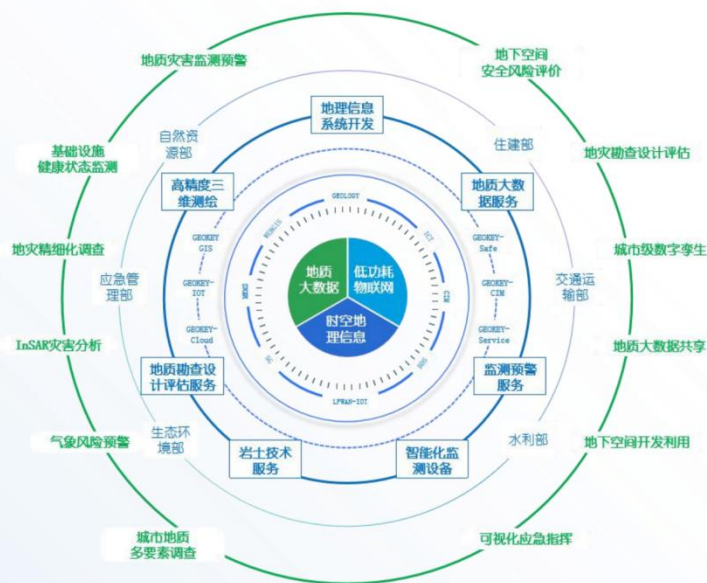 地质灾害监测预警
地下空间
安全风险评价
地理信息
系统开发
自然资
源部
住建部
基础设施
健康状态监测
地灾勘查设计评估
高精度三
维测绘
地质大数
据服务
GEOLOGY
WEBGIS
ICT
GEOKEY
GIS
GEOKEY-
Safe
地灾精细化调查
城市级数字孪生
地质
大数据
低功耗
物联网
应急管
理部
GEOKEY-
IOT
CIM
GEOKEY-
CIM
交通运
输部
时空地
理信息
GEOKEY-
Cloud
GEOKEY-
Service
InSAR灾害分析
地质大数据共享
地质勘查设
计评估服务
监测预警
服务
LPWAN-IOT
气象风险预警
生态环
境部
水利部
地下空间开发利用
岩土技术
服务
智能化监
测设备
城市地质
多要素调查
可视化应急指挥